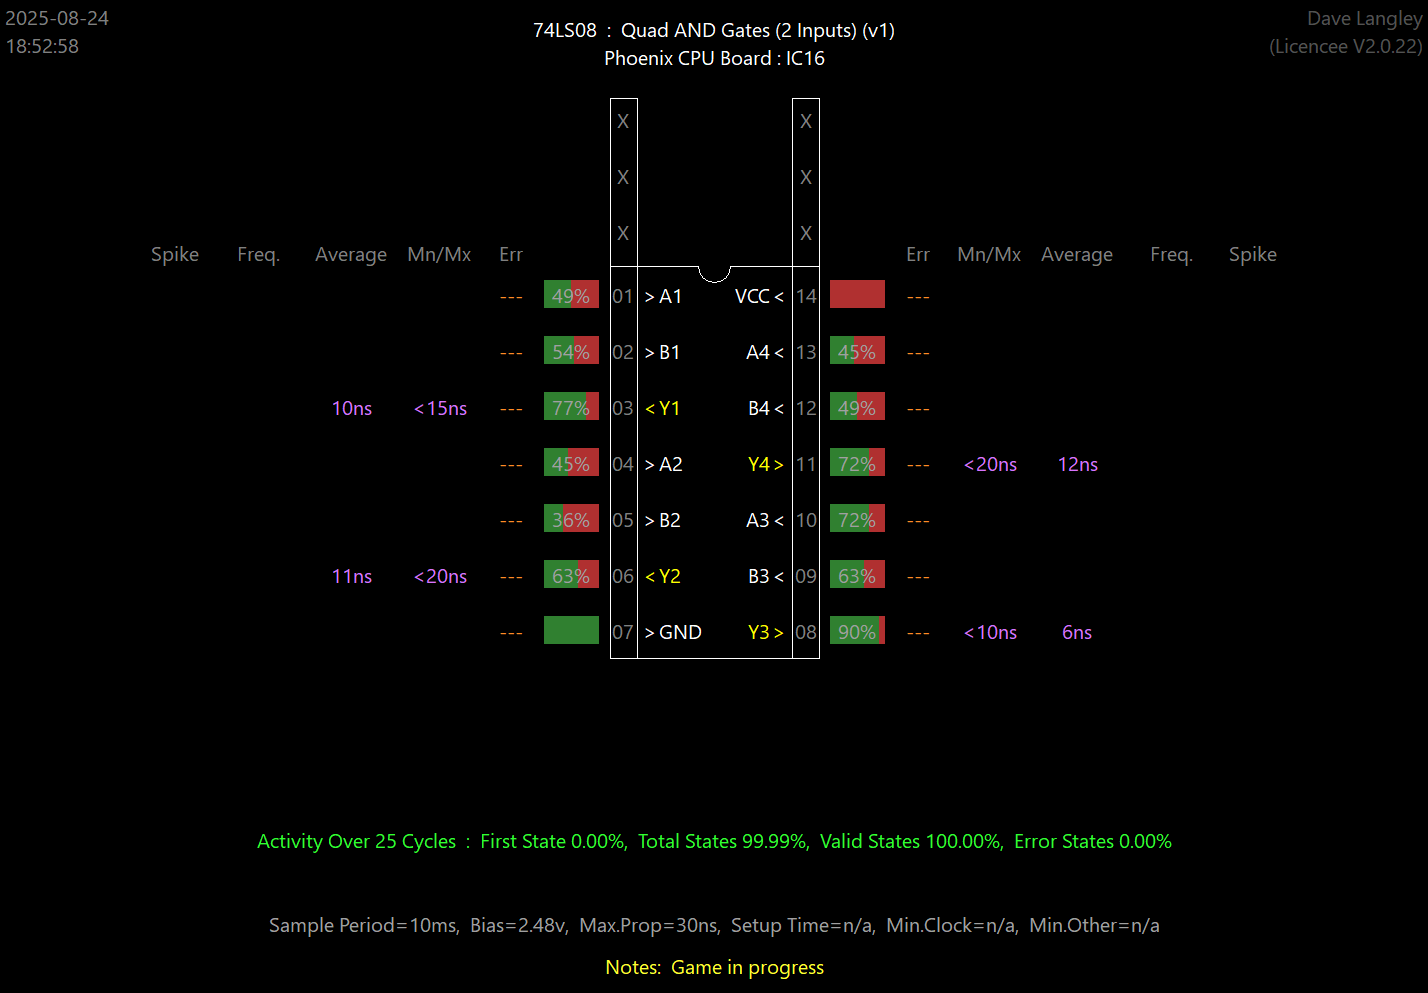 2025-08-24
18:52:58
74LS08 : Quad AND Gates (2 Inputs) (v1)
Phoenix CPU Board : IC16
Dave Langley
(Licencee V2.0.22)
X X
X X
X X
Spike Freq. Average Mn/Mx Err Err Mn/Mx Average Freq. Spike
--- 49% 01 > A1 VCC < 14 ---
--- 54% 02 > B1 A4 < 13 45% ---
10ns <15ns --- 77% 03 < Y1 B4 < 12 49% ---
--- 45% 04 > A2 Y4 > 11 72% --- <20ns 12ns
--- 36% 05 > B2 A3 < 10 72% ---
11ns <20ns --- 63% 06 < Y2 B3 < 09 63% ---
--- 07 > GND Y3 > 08 90% --- <10ns 6ns
Activity Over 25 Cycles : First State 0.00%, Total States 99.99%, Valid States 100.00%, Error States 0.00%
Sample Period=10ms, Bias=2.48v, Max.Prop=30ns, Setup Time=n/a, Min.Clock=n/a, Min.Other=n/a
Notes: Game in progress